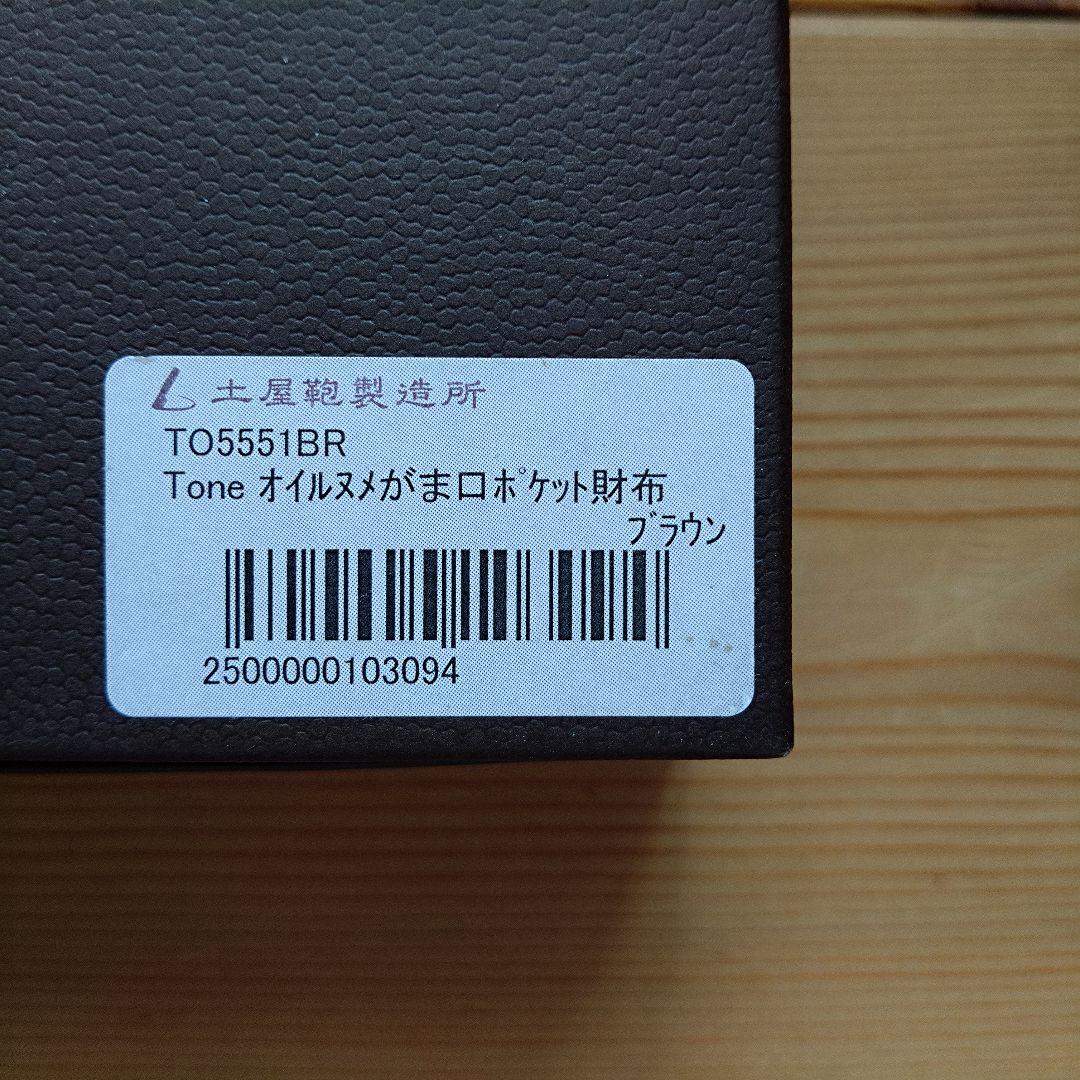 土屋鞄製造所
TO5551BR
Tone オイルヌメがま口ポケット財布
ブラウン
2500000103094